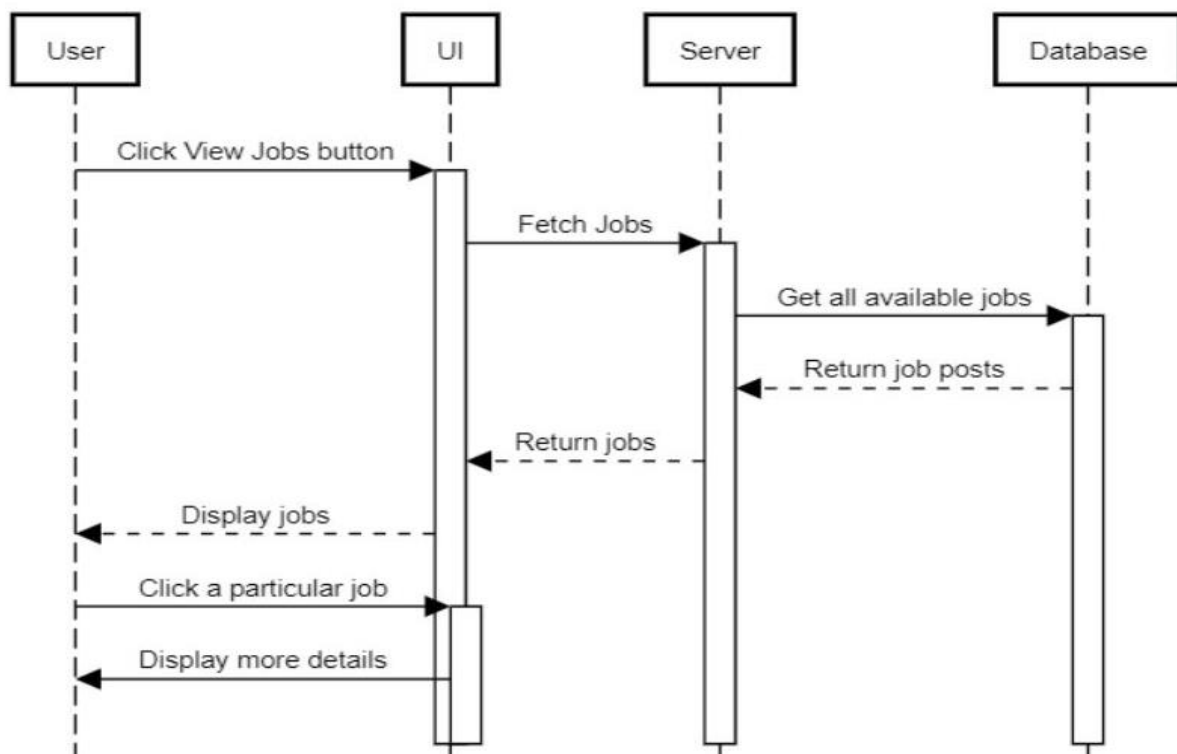 User
UI
Server
Database
Click View Jobs button
Fetch Jobs
Get all available jobs
Return job posts
Return jobs
Display jobs
Click a particular job
Display more details